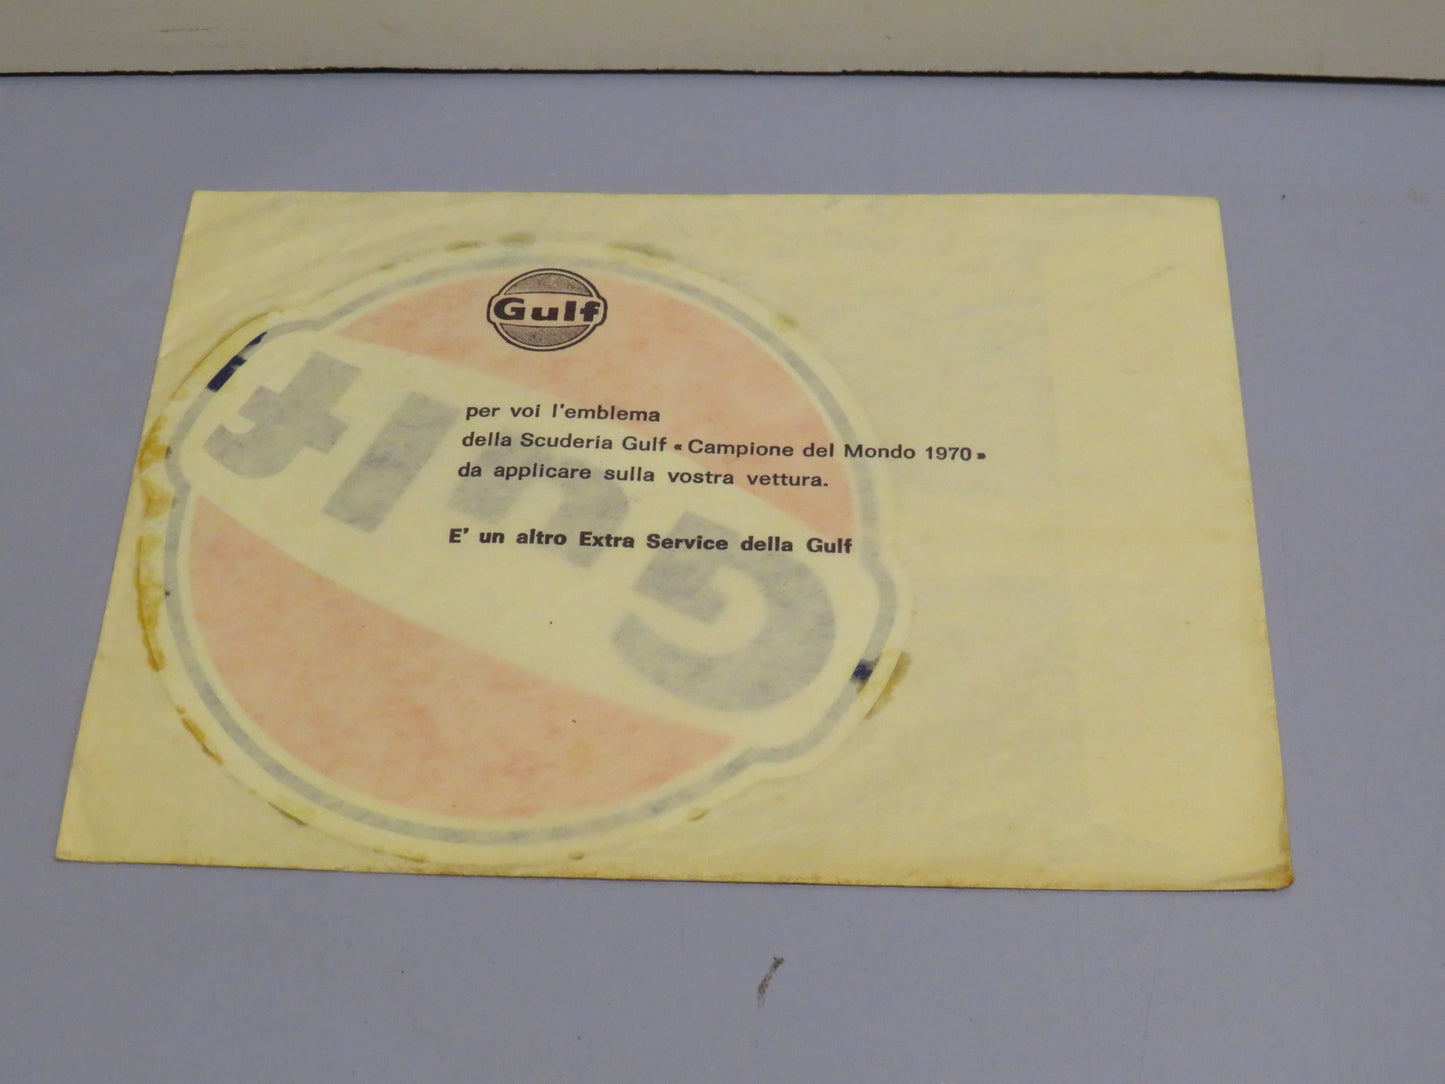 Gulf
per voi l'emblema
della Scuderia Gulf « Campione del Mondo 1970 »
da applicare sulla vostra vettura.
E' un altro Extra Service della Gulf
Gulf